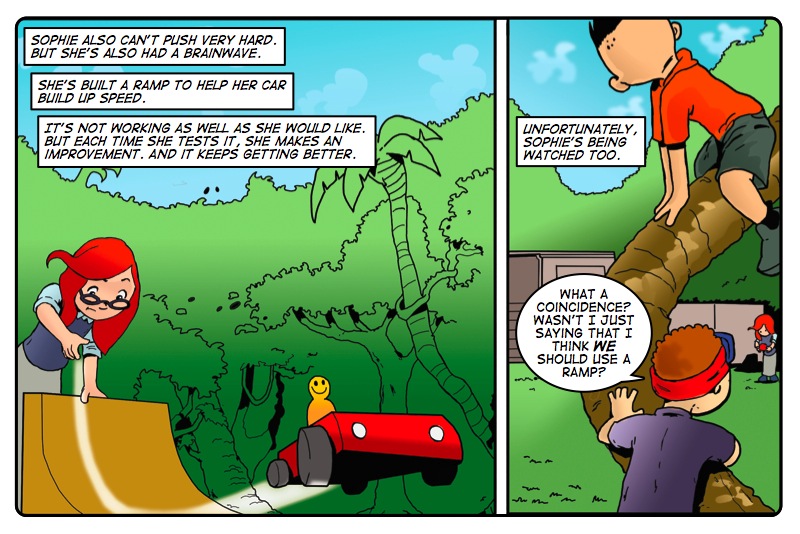 SOPHIE ALSO CAN'T PUSH VERY HARD.
BUT SHE'S ALSO HAD A BRAINWAVE.
SHE'S BUILT A RAMP TO HELP HER CAR
BUILD UP SPEED.
IT'S NOT WORKING AS WELL AS SHE WOULD LIKE.
BUT EACH TIME SHE TESTS IT, SHE MAKES AN
IMPROVEMENT. AND IT KEEPS GETTING BETTER.
UNFORTUNATELY,
SOPHIE'S BEING
WATCHED TOO.
WHAT A
COINCIDENCE?
WASN'T I JUST
SAYING THAT I
THINK WE
SHOULD USE A
RAMP?